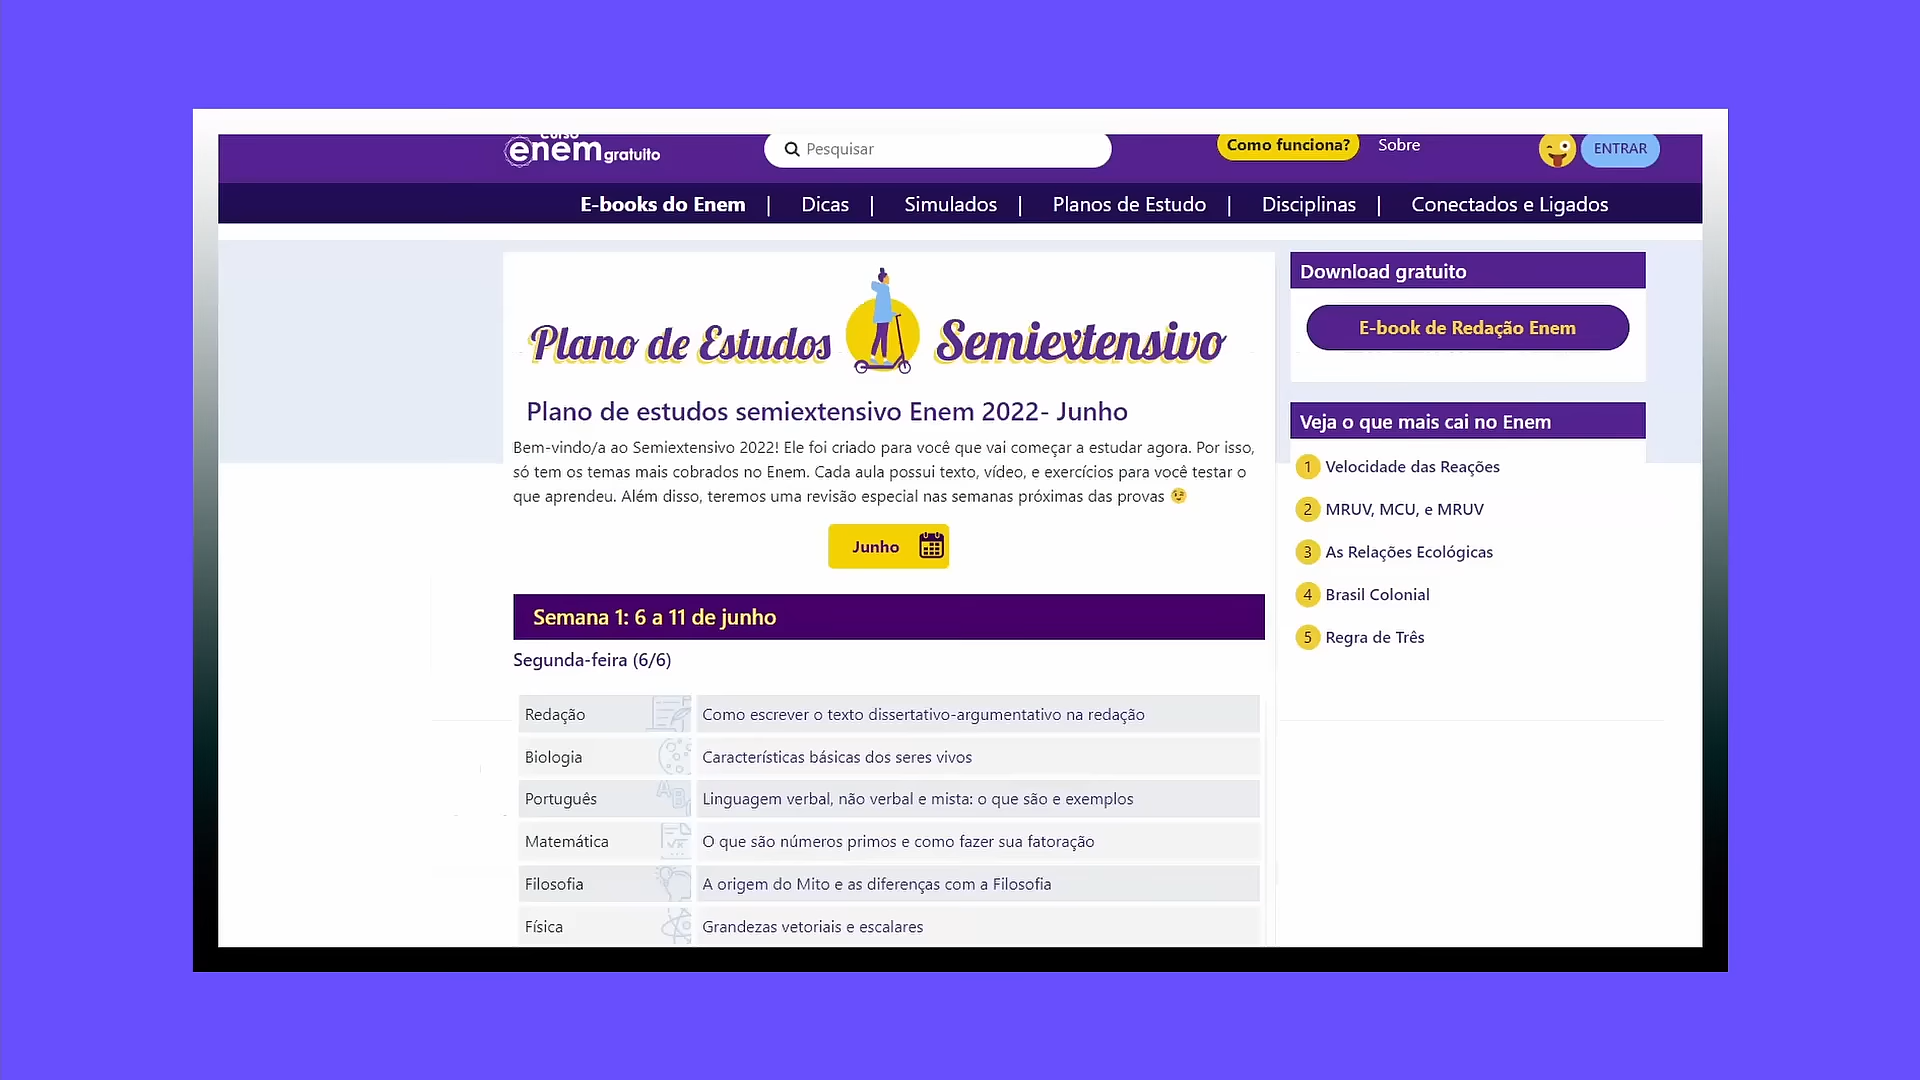 Curso
enem gratuito
Pesquisar
Como funciona?
Sobre
ENTRAR
E-books do Enem | Dicas | Simulados | Planos de Estudo | Disciplinas | Conectados e Ligados
Plano de Estudos Semiextensivo
Plano de estudos semiextensivo Enem 2022- Junho
Bem-vindo/a ao Semiextensivo 2022! Ele foi criado para você que vai começar a estudar agora. Por isso,
só tem os temas mais cobrados no Enem. Cada aula possui texto, vídeo, e exercícios para você testar o
que aprendeu. Além disso, teremos uma revisão especial nas semanas próximas das provas 😉
Junho
Semana 1: 6 a 11 de junho
Segunda-feira (6/6)
Redação Como escrever o texto dissertativo-argumentativo na redação
Biologia Características básicas dos seres vivos
Português Linguagem verbal, não verbal e mista: o que são e exemplos
Matemática O que são números primos e como fazer sua fatoração
Filosofia A origem do Mito e as diferenças com a Filosofia
Física Grandezas vetoriais e escalares
Download gratuito
E-book de Redação Enem
Veja o que mais cai no Enem
1 Velocidade das Reações
2 MRUV, MCU, e MRUV
3 As Relações Ecológicas
4 Brasil Colonial
5 Regra de Três